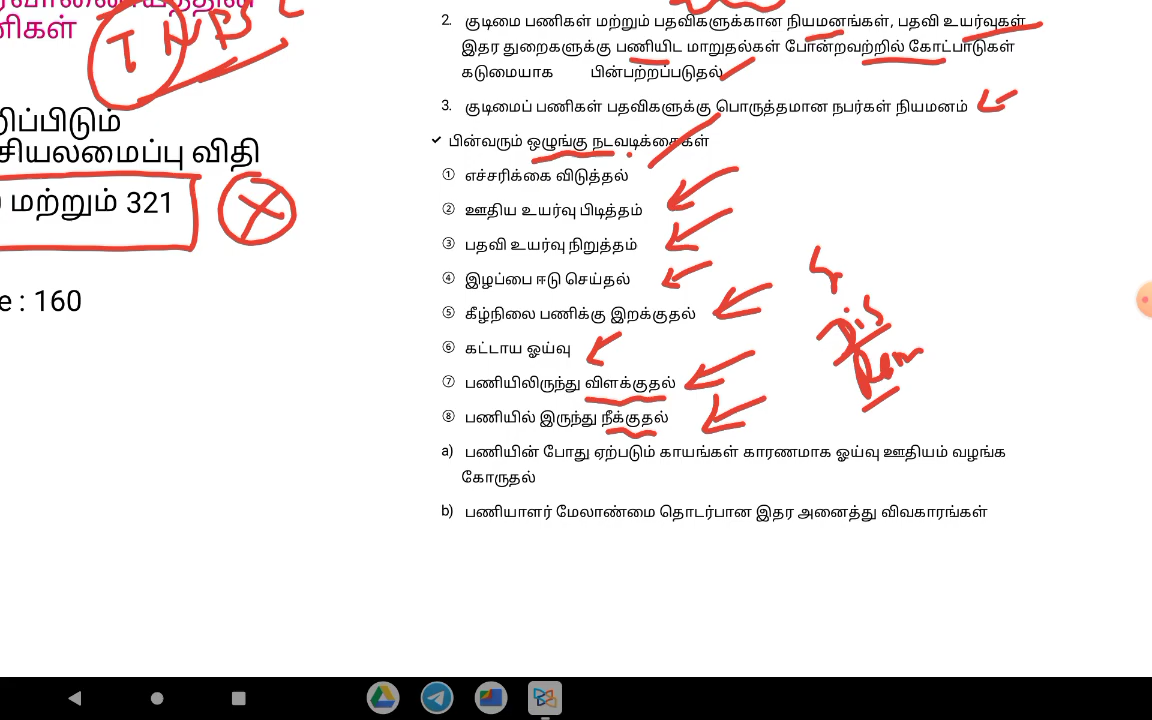 ணிகள்
TNPSC
றிப்பிடும்
சியலமைப்பு விதி
மற்றும் 321
e : 160
2. குடிமை பணிகள் மற்றும் பதவிகளுக்கான நியமனங்கள், பதவி உயர்வுகள்
இதர துறைகளுக்கு பணியிட மாறுதல்கள் போன்றவற்றில் கோட்பாடுகள்
கடுமையாக பின்பற்றப்படுதல்
3. குடிமைப் பணிகள் பதவிகளுக்கு பொருத்தமான நபர்கள் நியமனம்
✓ பின்வரும் ஒழுங்கு நடவடிக்கைகள்
① எச்சரிக்கை விடுத்தல்
② ஊதிய உயர்வு பிடித்தம்
③ பதவி உயர்வு நிறுத்தம்
④ இழப்பை ஈடு செய்தல்
⑤ கீழ்நிலை பணிக்கு இறக்குதல்
⑥ கட்டாய ஓய்வு
⑦ பணியிலிருந்து விளக்குதல்
⑧ பணியில் இருந்து நீக்குதல்
Dis
Rem
a) பணியின் போது ஏற்படும் காயங்கள் காரணமாக ஓய்வு ஊதியம் வழங்க
கோருதல்
b) பணியாளர் மேலாண்மை தொடர்பான இதர அனைத்து விவகாரங்கள்